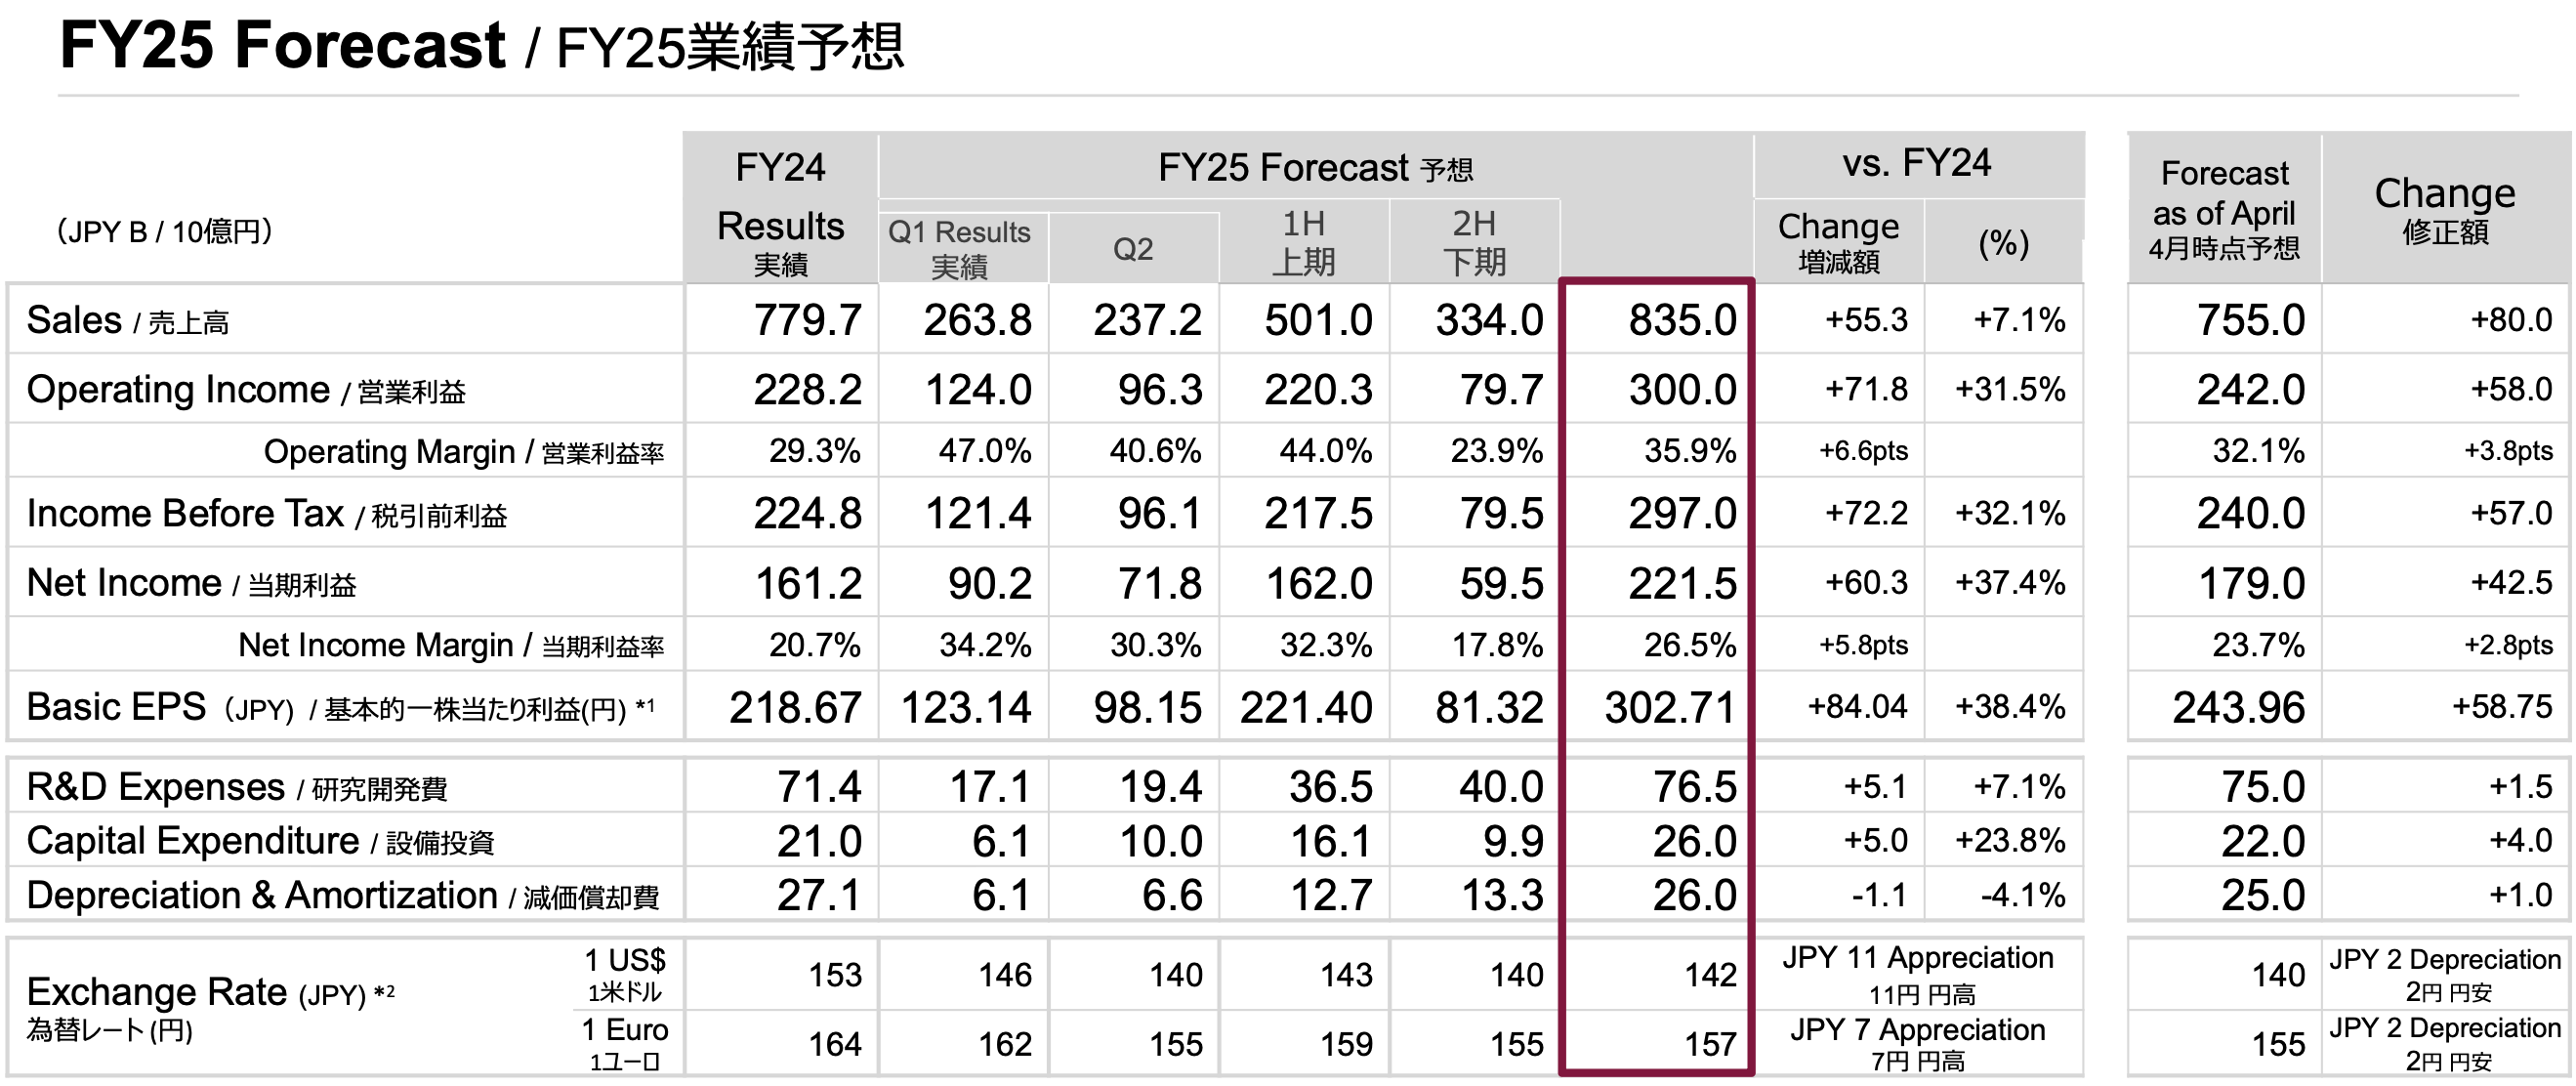 FY25 Forecast / FY25業績予想
（JPY B / 10億円）
FY24 Results 実績
FY25 Forecast 予想
Q1 Results 実績
Q2
1H 上期
2H 下期
vs. FY24
Change 増減額
(%)
Forecast as of April 4月時点予想
Change 修正額
Sales / 売上高 779.7 263.8 237.2 501.0 334.0 835.0 +55.3 +7.1% 755.0 +80.0
Operating Income / 営業利益 228.2 124.0 96.3 220.3 79.7 300.0 +71.8 +31.5% 242.0 +58.0
Operating Margin / 営業利益率 29.3% 47.0% 40.6% 44.0% 23.9% 35.9% +6.6pts 32.1% +3.8pts
Income Before Tax / 税引前利益 224.8 121.4 96.1 217.5 79.5 297.0 +72.2 +32.1% 240.0 +57.0
Net Income / 当期利益 161.2 90.2 71.8 162.0 59.5 221.5 +60.3 +37.4% 179.0 +42.5
Net Income Margin / 当期利益率 20.7% 34.2% 30.3% 32.3% 17.8% 26.5% +5.8pts 23.7% +2.8pts
Basic EPS（JPY）/ 基本的一株当たり利益(円) *1 218.67 123.14 98.15 221.40 81.32 302.71 +84.04 +38.4% 243.96 +58.75
R&D Expenses / 研究開発費 71.4 17.1 19.4 36.5 40.0 76.5 +5.1 +7.1% 75.0 +1.5
Capital Expenditure / 設備投資 21.0 6.1 10.0 16.1 9.9 26.0 +5.0 +23.8% 22.0 +4.0
Depreciation & Amortization / 減価償却費 27.1 6.1 6.6 12.7 13.3 26.0 -1.1 -4.1% 25.0 +1.0
Exchange Rate (JPY) *2
為替レート(円)
1 US$ 1米ドル 153 146 140 143 140 142 JPY 11 Appreciation 11円 円高 140 JPY 2 Depreciation 2円 円安
1 Euro 1ユーロ 164 162 155 159 155 157 JPY 7 Appreciation 7円 円高 155 JPY 2 Depreciation 2円 円安